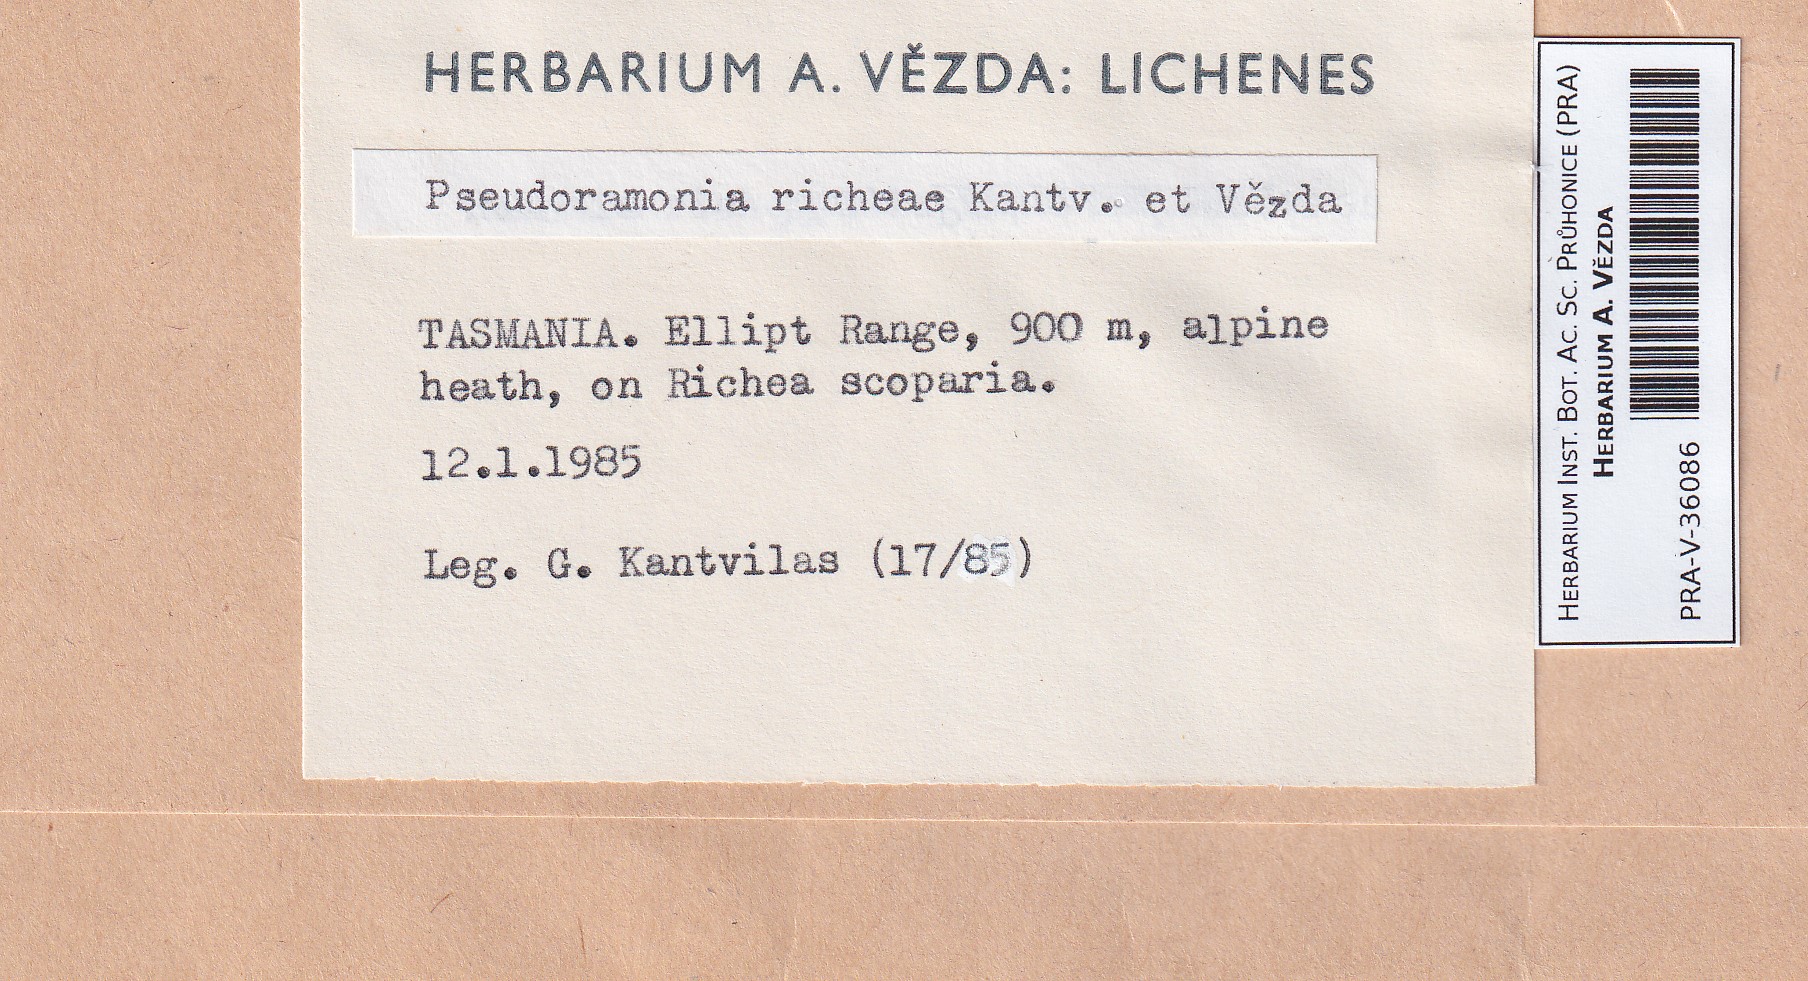 HERBARIUM A. VĚZDA: LICHENES
Pseudoramonia richeae Kantv. et Vězda
TASMANIA. Ellipt Range, 900 m, alpine
heath, on Richea scoparia.
12.1.1985
Leg. G. Kantvilas (17/85)
HERBARIUM INST. BOT. AC. SC. PRŮHONICE (PRA)
HERBARIUM A. VĚZDA
PRA-V-36086